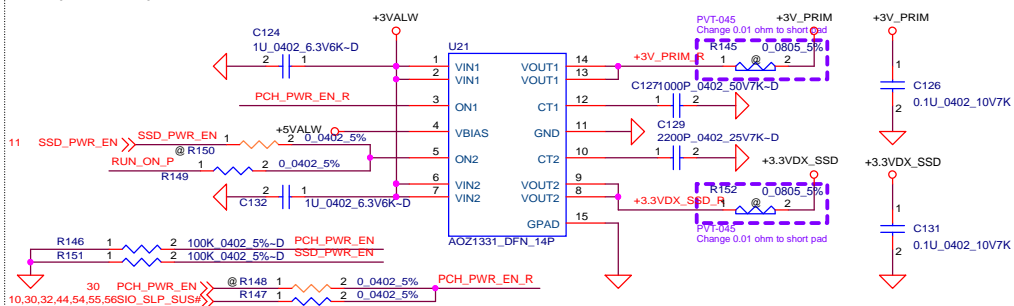 +3VALW
PVT-045
Change 0.01 ohm to short pad
+3V_PRIM
+3V_PRIM
C124
1U_0402_6.3V6K~D
2 1
U21
R145 0_0805_5%
1 @ 2
+3V_PRIM_R
1 VIN1 VOUT1 14
2 VIN1 VOUT1 13
PCH_PWR_EN_R
3 ON1 CT1 12
C127 1000P_0402_50V7K~D
1 2
1
C126
0.1U_0402_10V7K
2
+5VALW
4 VBIAS GND 11
11 SSD_PWR_EN SSD_PWR_EN 1 2 0_0402_5%
@ R150
C129
2200P_0402_25V7K~D
1 2
5 ON2 CT2 10
RUN_ON_P 1 2 0_0402_5%
R149
6 VIN2 VOUT2 9
7 VIN2 VOUT2 8
2 1
C132 1U_0402_6.3V6K~D
+3.3VDX_SSD
+3.3VDX_SSD
R152 0_0805_5%
1 @ 2
+3.3VDX_SSD_R
PVT-045
Change 0.01 ohm to short pad
GPAD 15
AOZ1331_DFN_14P
1
C131
0.1U_0402_10V7K
2
R146 1 2 100K_0402_5%~D PCH_PWR_EN
R151 1 2 100K_0402_5%~D SSD_PWR_EN
30 PCH_PWR_EN @ R148 1 2 0_0402_5% PCH_PWR_EN_R
10,30,32,44,54,55,56 SIO_SLP_SUS# R147 1 2 0_0402_5%